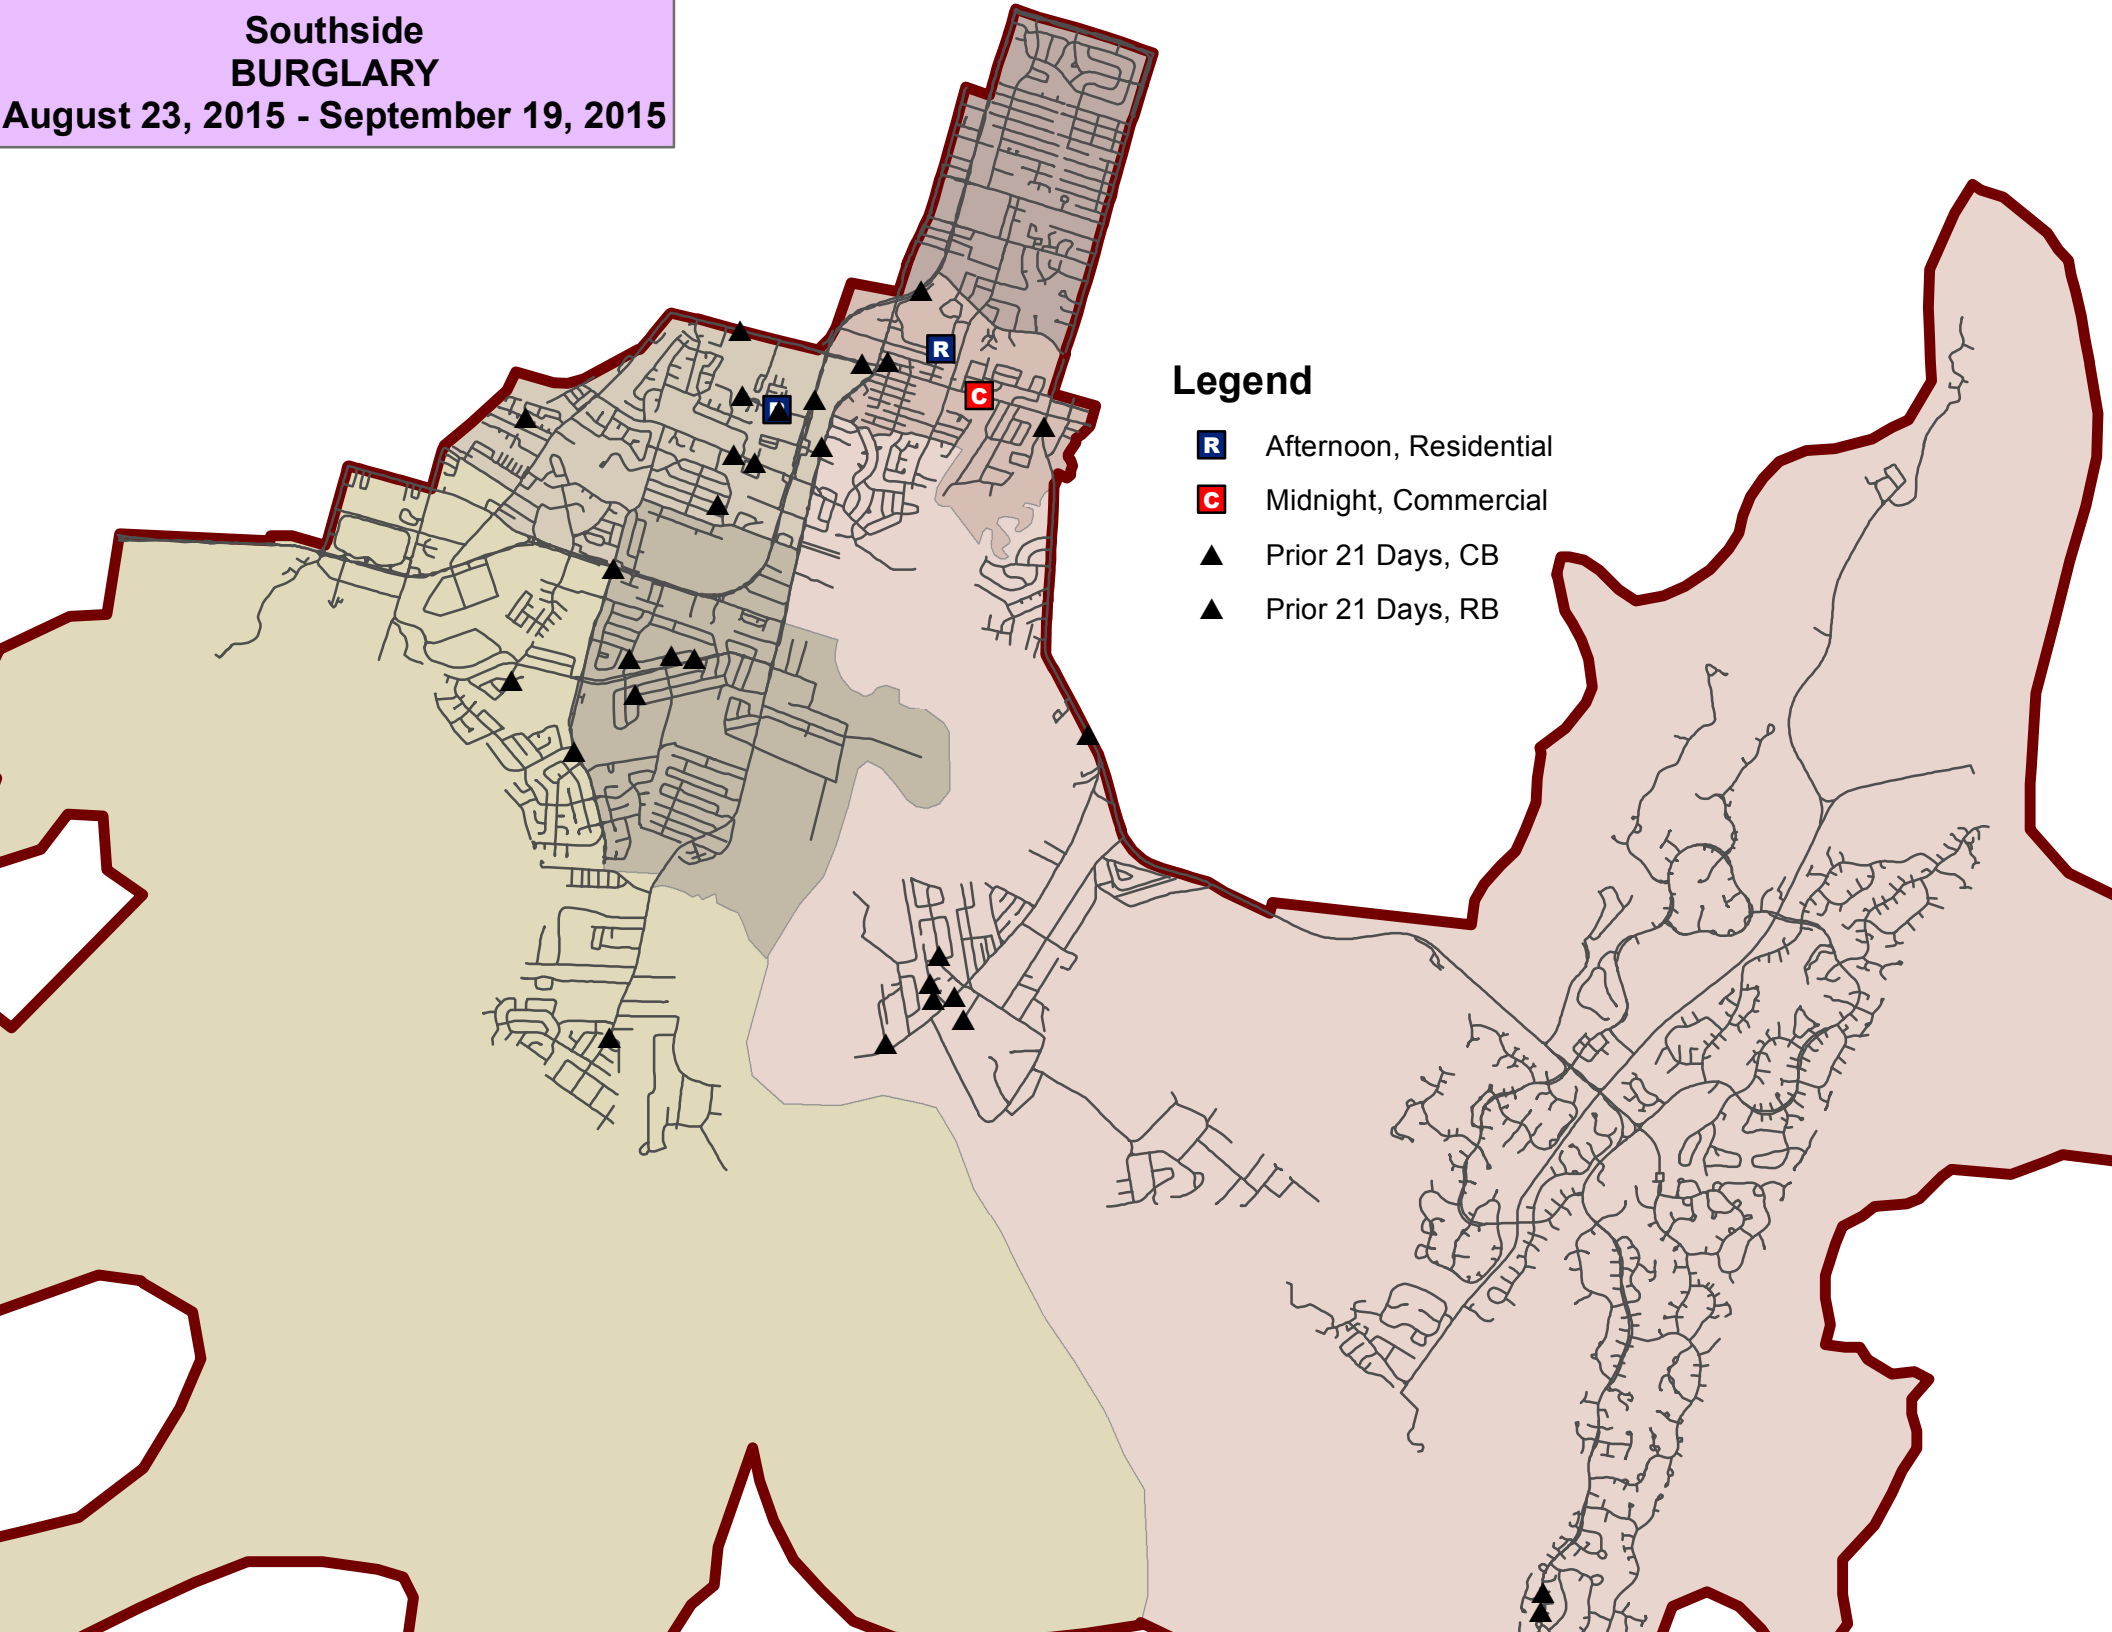 Southside
BURGLARY
August 23, 2015 - September 19, 2015
R
C
Legend
R Afternoon, Residential
C Midnight, Commercial
Prior 21 Days, CB
Prior 21 Days, RB